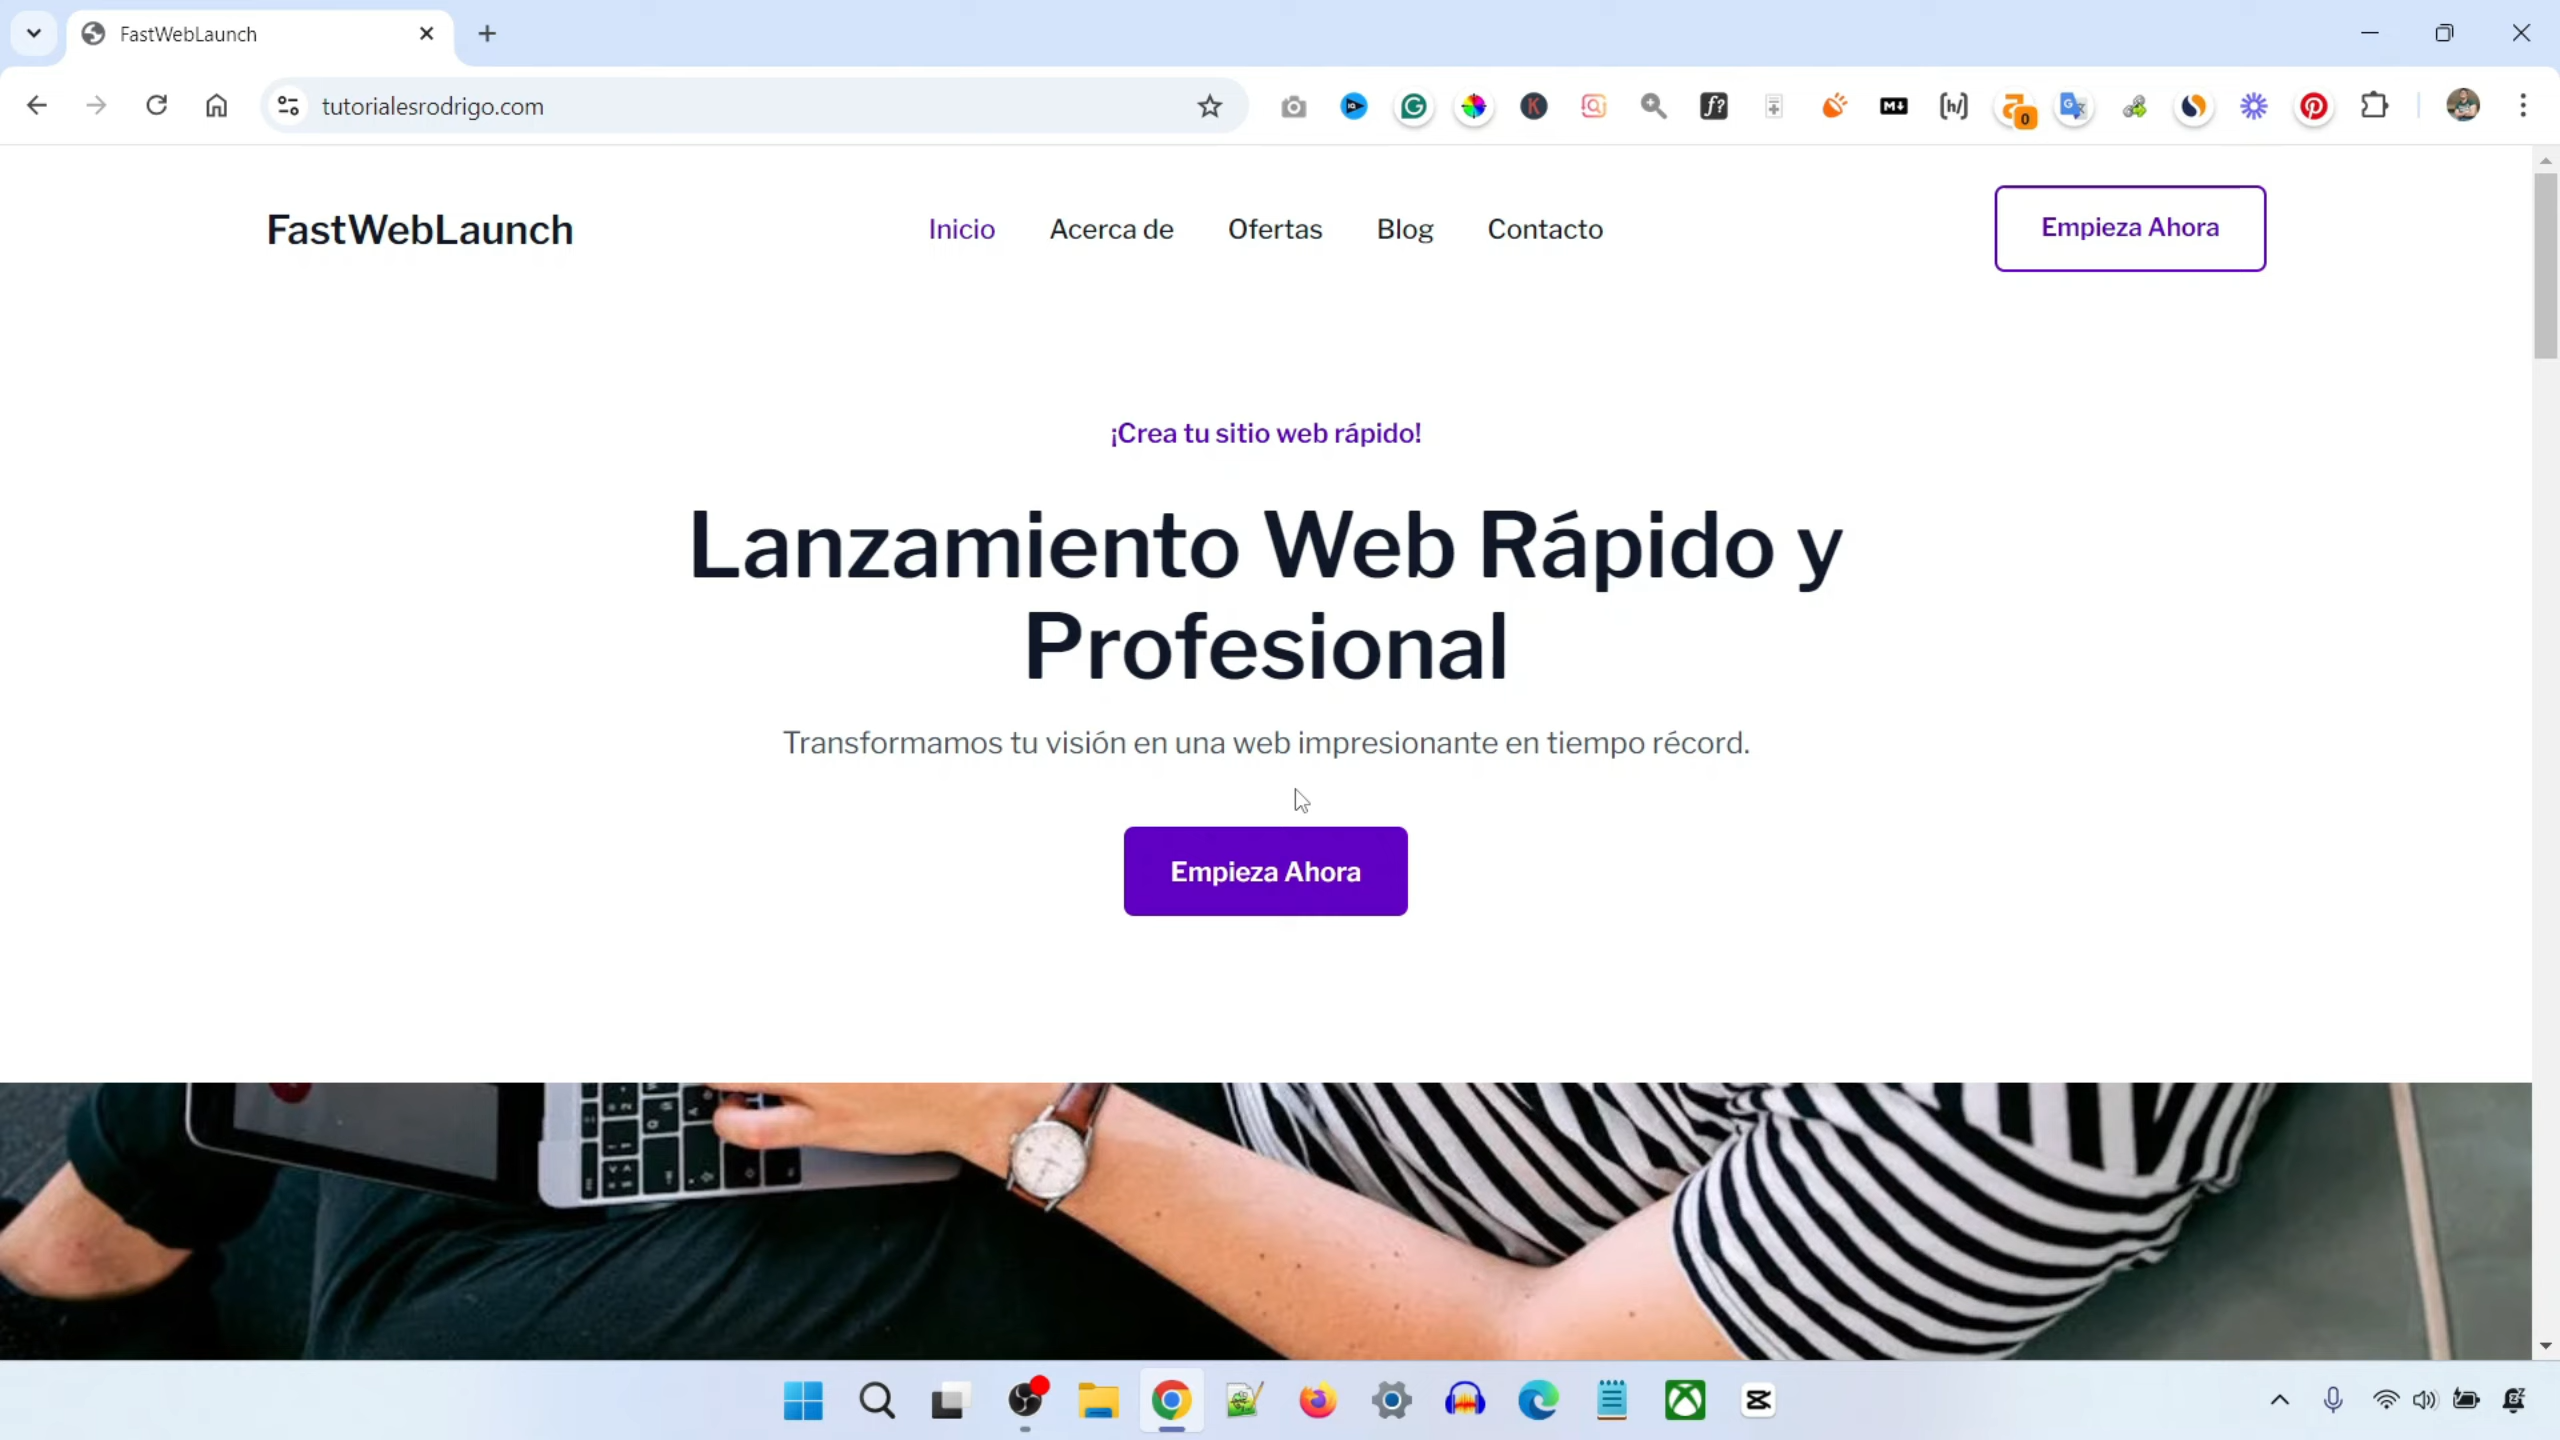 FastWebLaunch
tutorialesrodrigo.com
0
FastWebLaunch
Inicio
Acerca de
Ofertas
Blog
Contacto
Empieza Ahora
¡Crea tu sitio web rápido!
Lanzamiento Web Rápido y
Profesional
Transformamos tu visión en una web impresionante en tiempo récord.
Empieza Ahora